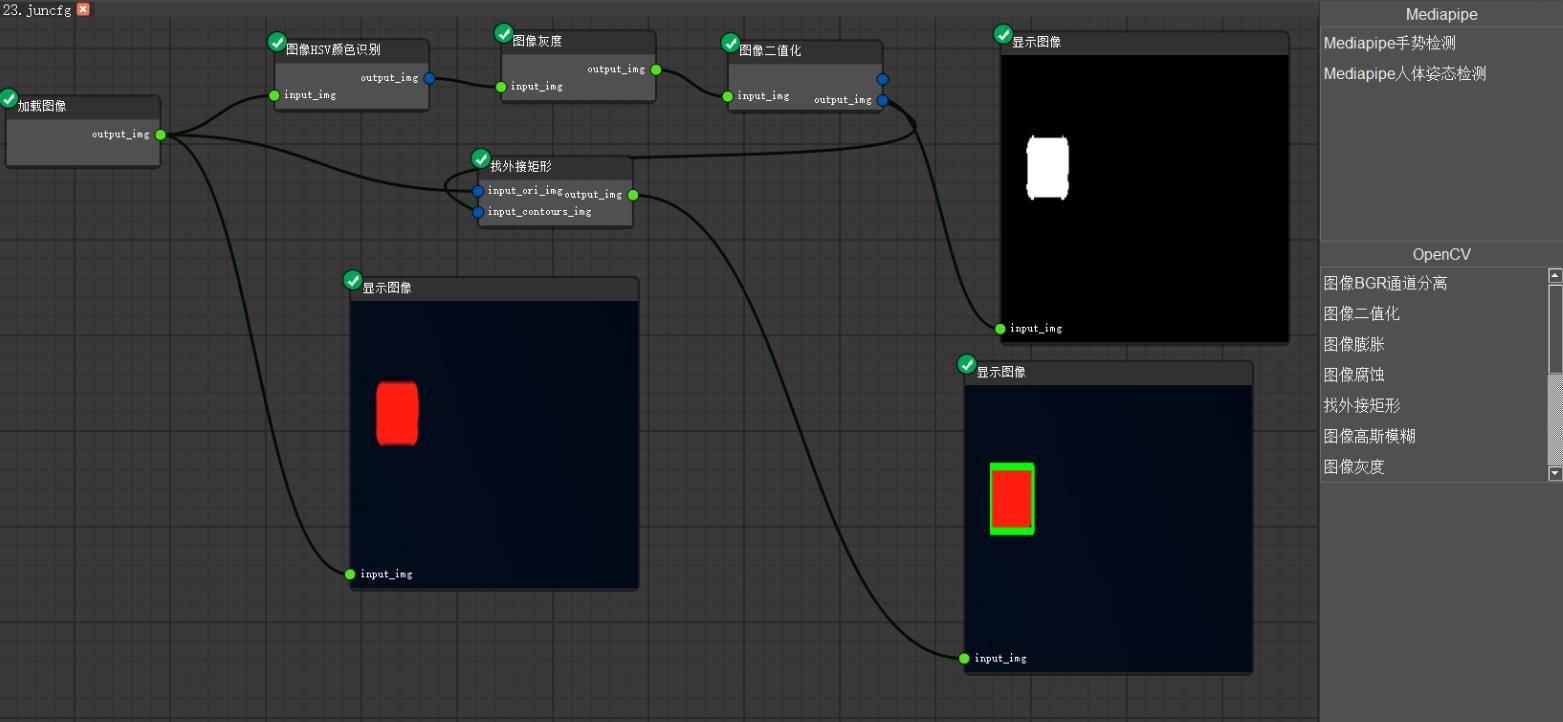 23.juncfg
加载图像
output_img
图像HSV颜色识别
output_img
input_img
图像灰度
output_img
input_img
图像二值化
input_img
output_img
找外接矩形
input_ori_img
output_img
input_contours_img
显示图像
input_img
显示图像
input_img
显示图像
input_img
Mediapipe
Mediapipe手势检测
Mediapipe人体姿态检测
OpenCV
图像BGR通道分离
图像二值化
图像膨胀
图像腐蚀
找外接矩形
图像高斯模糊
图像灰度